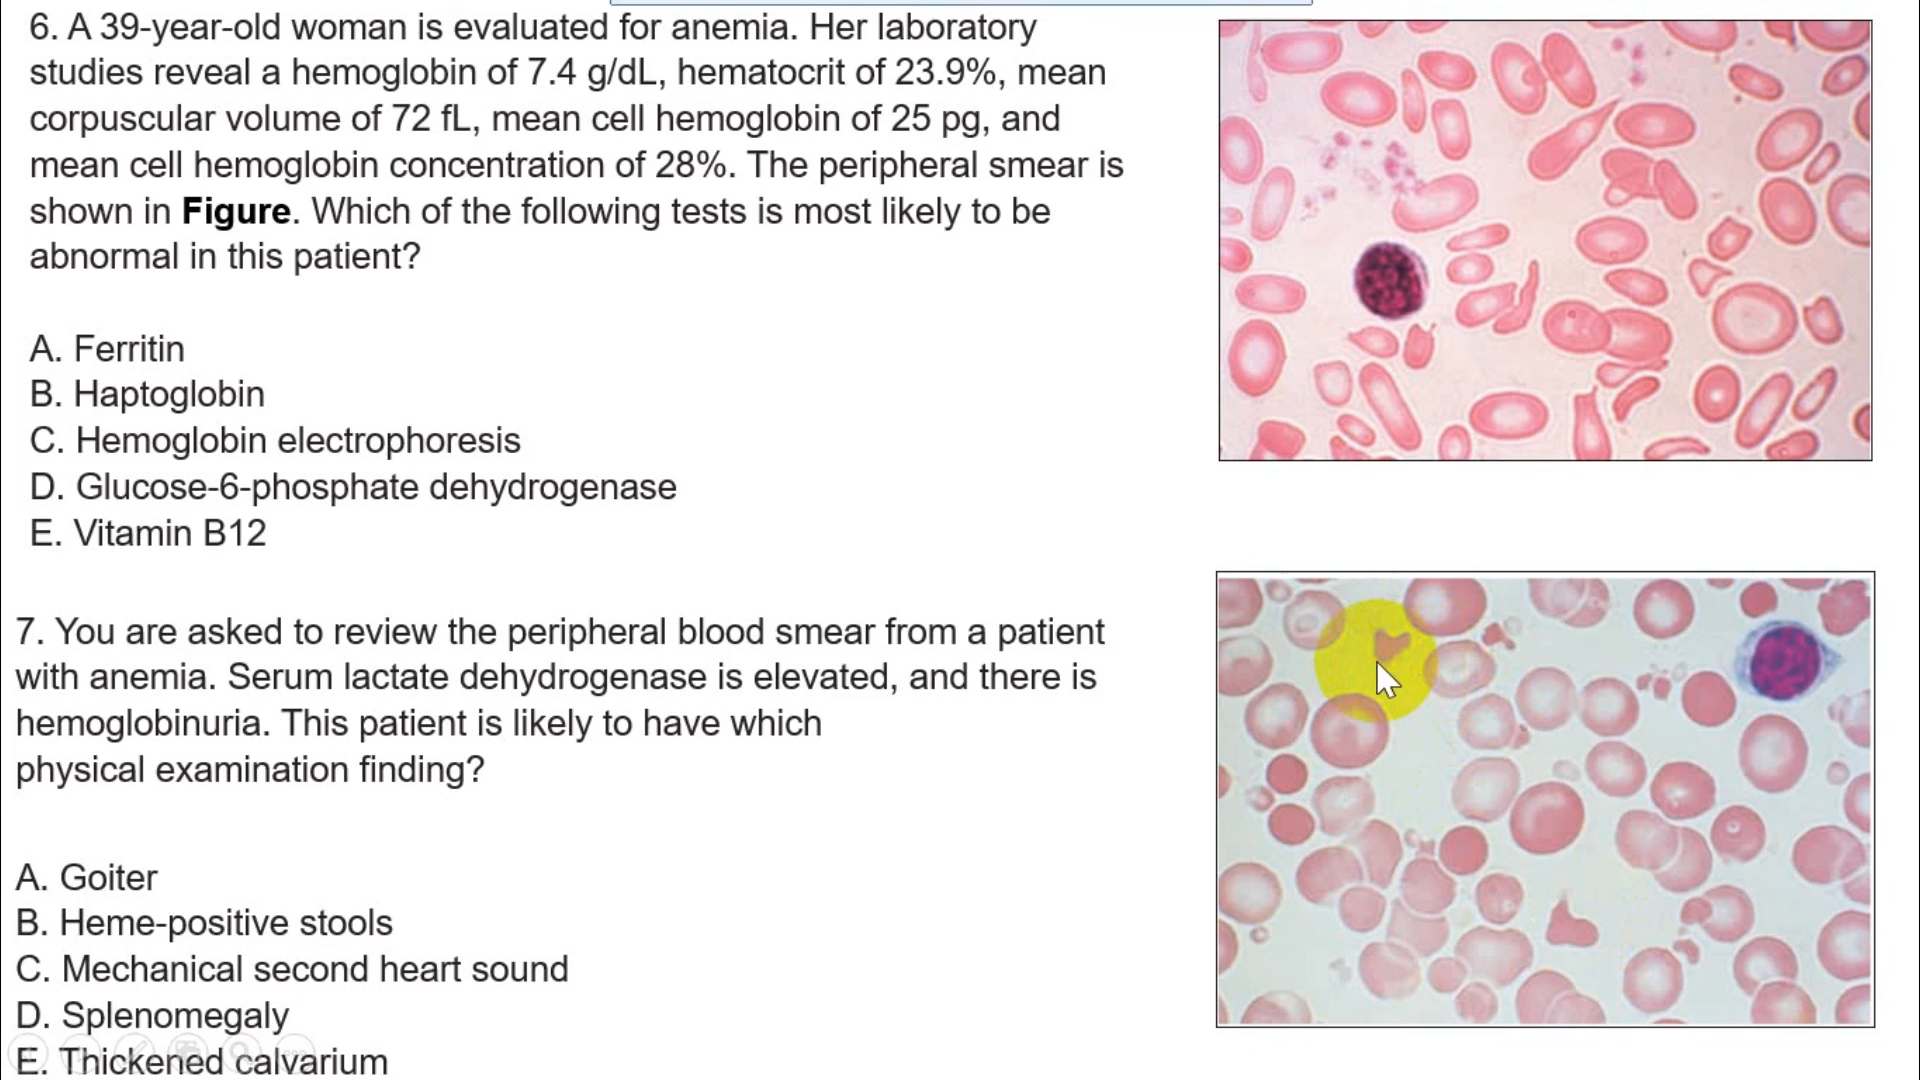 6. A 39-year-old woman is evaluated for anemia. Her laboratory
studies reveal a hemoglobin of 7.4 g/dL, hematocrit of 23.9%, mean
corpuscular volume of 72 fL, mean cell hemoglobin of 25 pg, and
mean cell hemoglobin concentration of 28%. The peripheral smear is
shown in Figure. Which of the following tests is most likely to be
abnormal in this patient?
A. Ferritin
B. Haptoglobin
C. Hemoglobin electrophoresis
D. Glucose-6-phosphate dehydrogenase
E. Vitamin B12
7. You are asked to review the peripheral blood smear from a patient
with anemia. Serum lactate dehydrogenase is elevated, and there is
hemoglobinuria. This patient is likely to have which
physical examination finding?
A. Goiter
B. Heme-positive stools
C. Mechanical second heart sound
D. Splenomegaly
E. Thickened calvarium